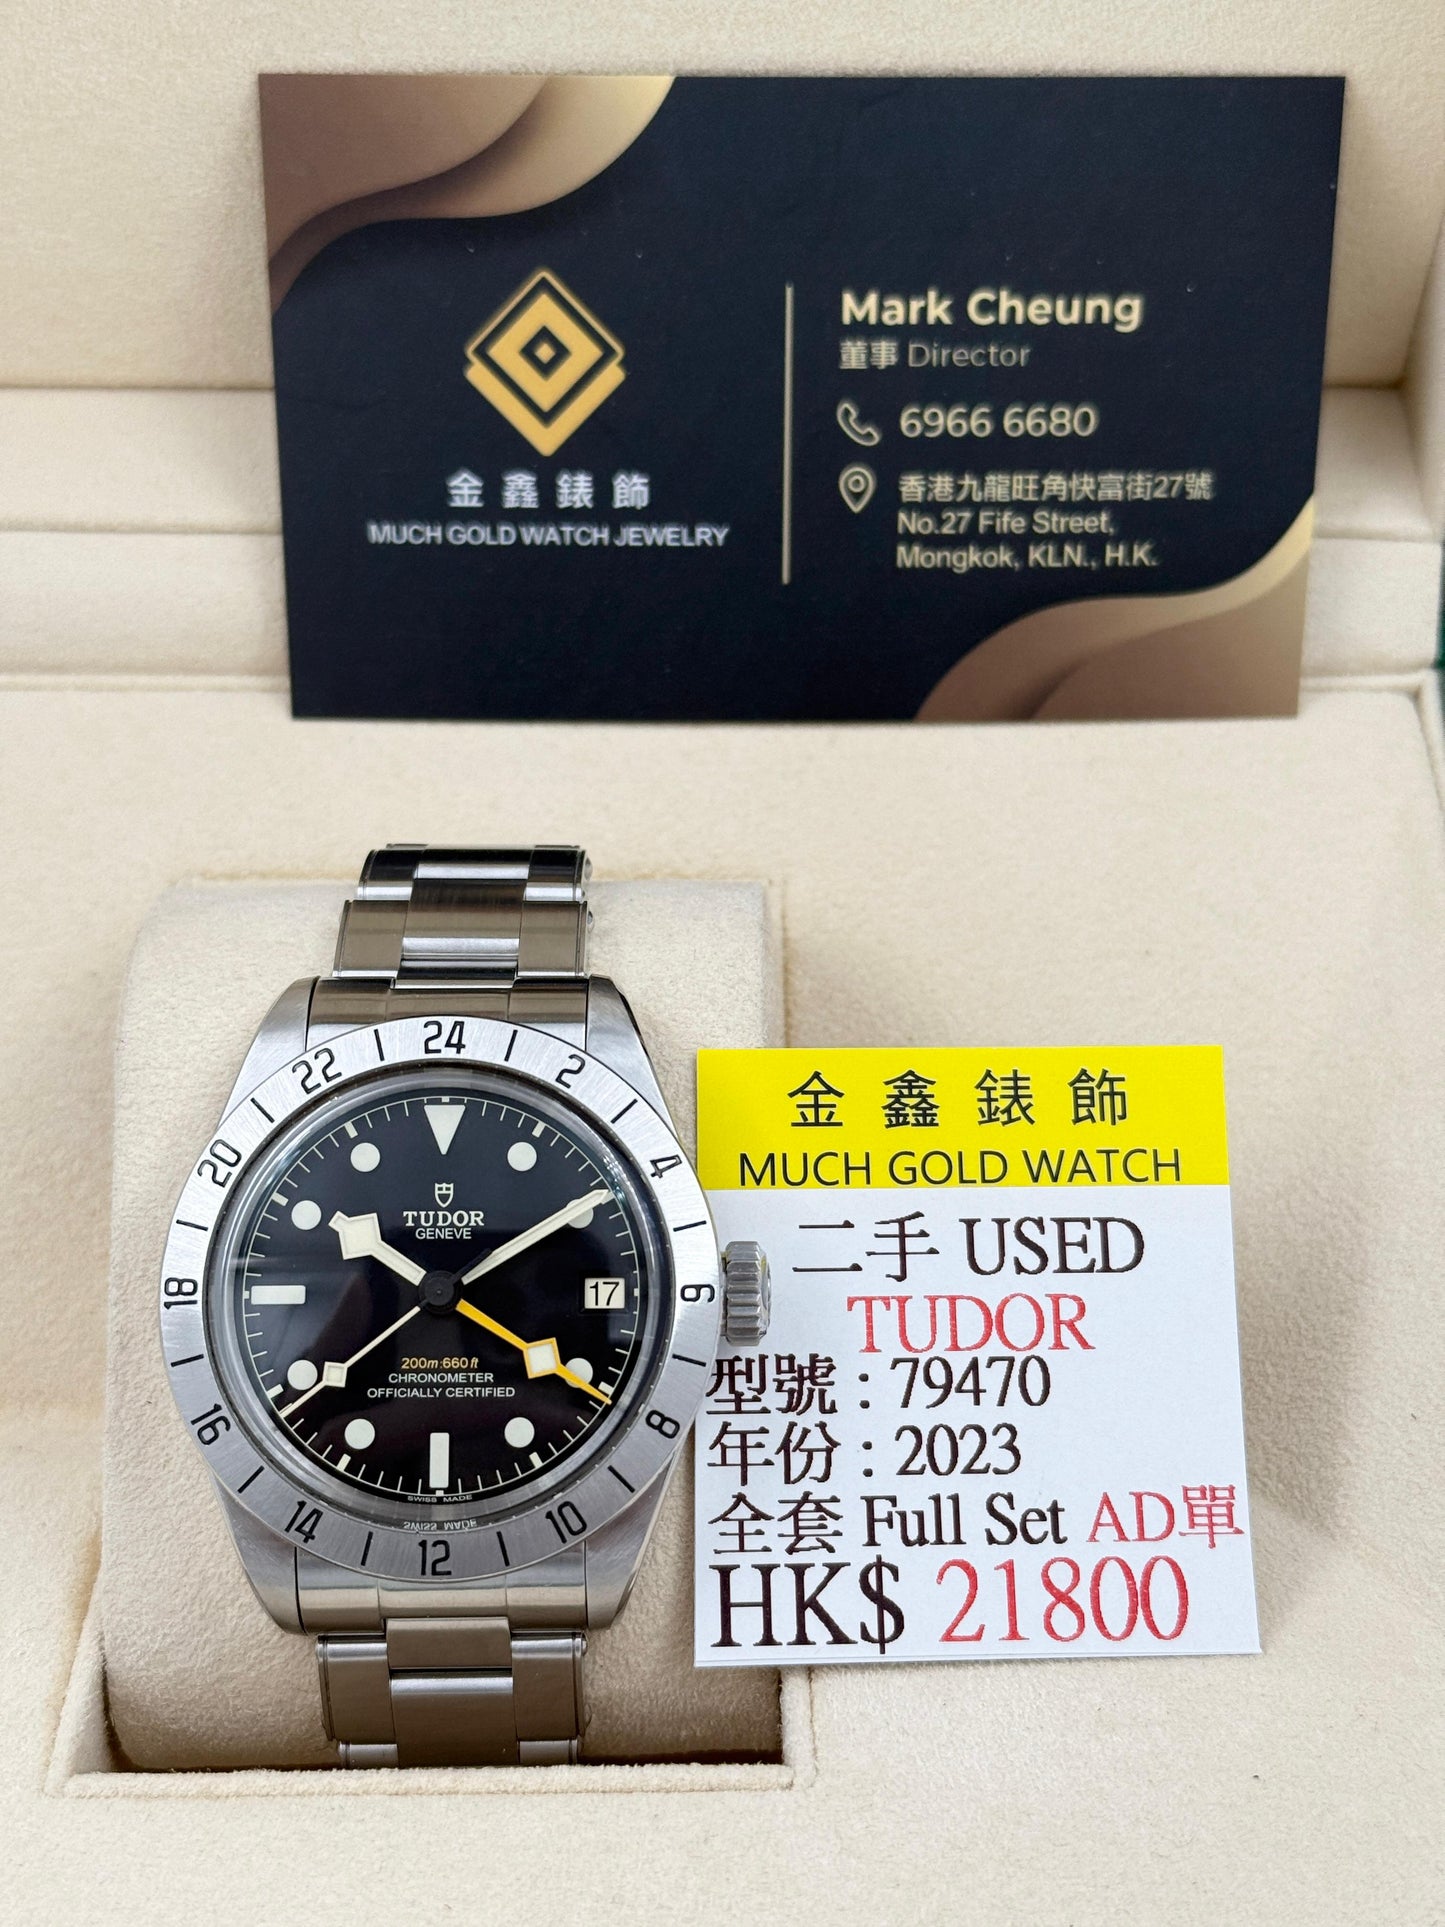 Mark Cheung
董事 Director
6966 6680
香港九龍旺角快富街27號
No.27 Fife Street,
Mongkok, KLN., H.K.
金鑫錶飾
MUCH GOLD WATCH JEWELRY
24
2
4
6
8
10
12
14
16
18
20
22
TUDOR
GENEVE
17
200m:660ft
CHRONOMETER
OFFICIALLY CERTIFIED
SWISS MADE
SWISS MADE
金鑫錶飾
MUCH GOLD WATCH
二手 USED
TUDOR
型號 : 79470
年份 : 2023
全套 Full Set AD單
HK$ 21800